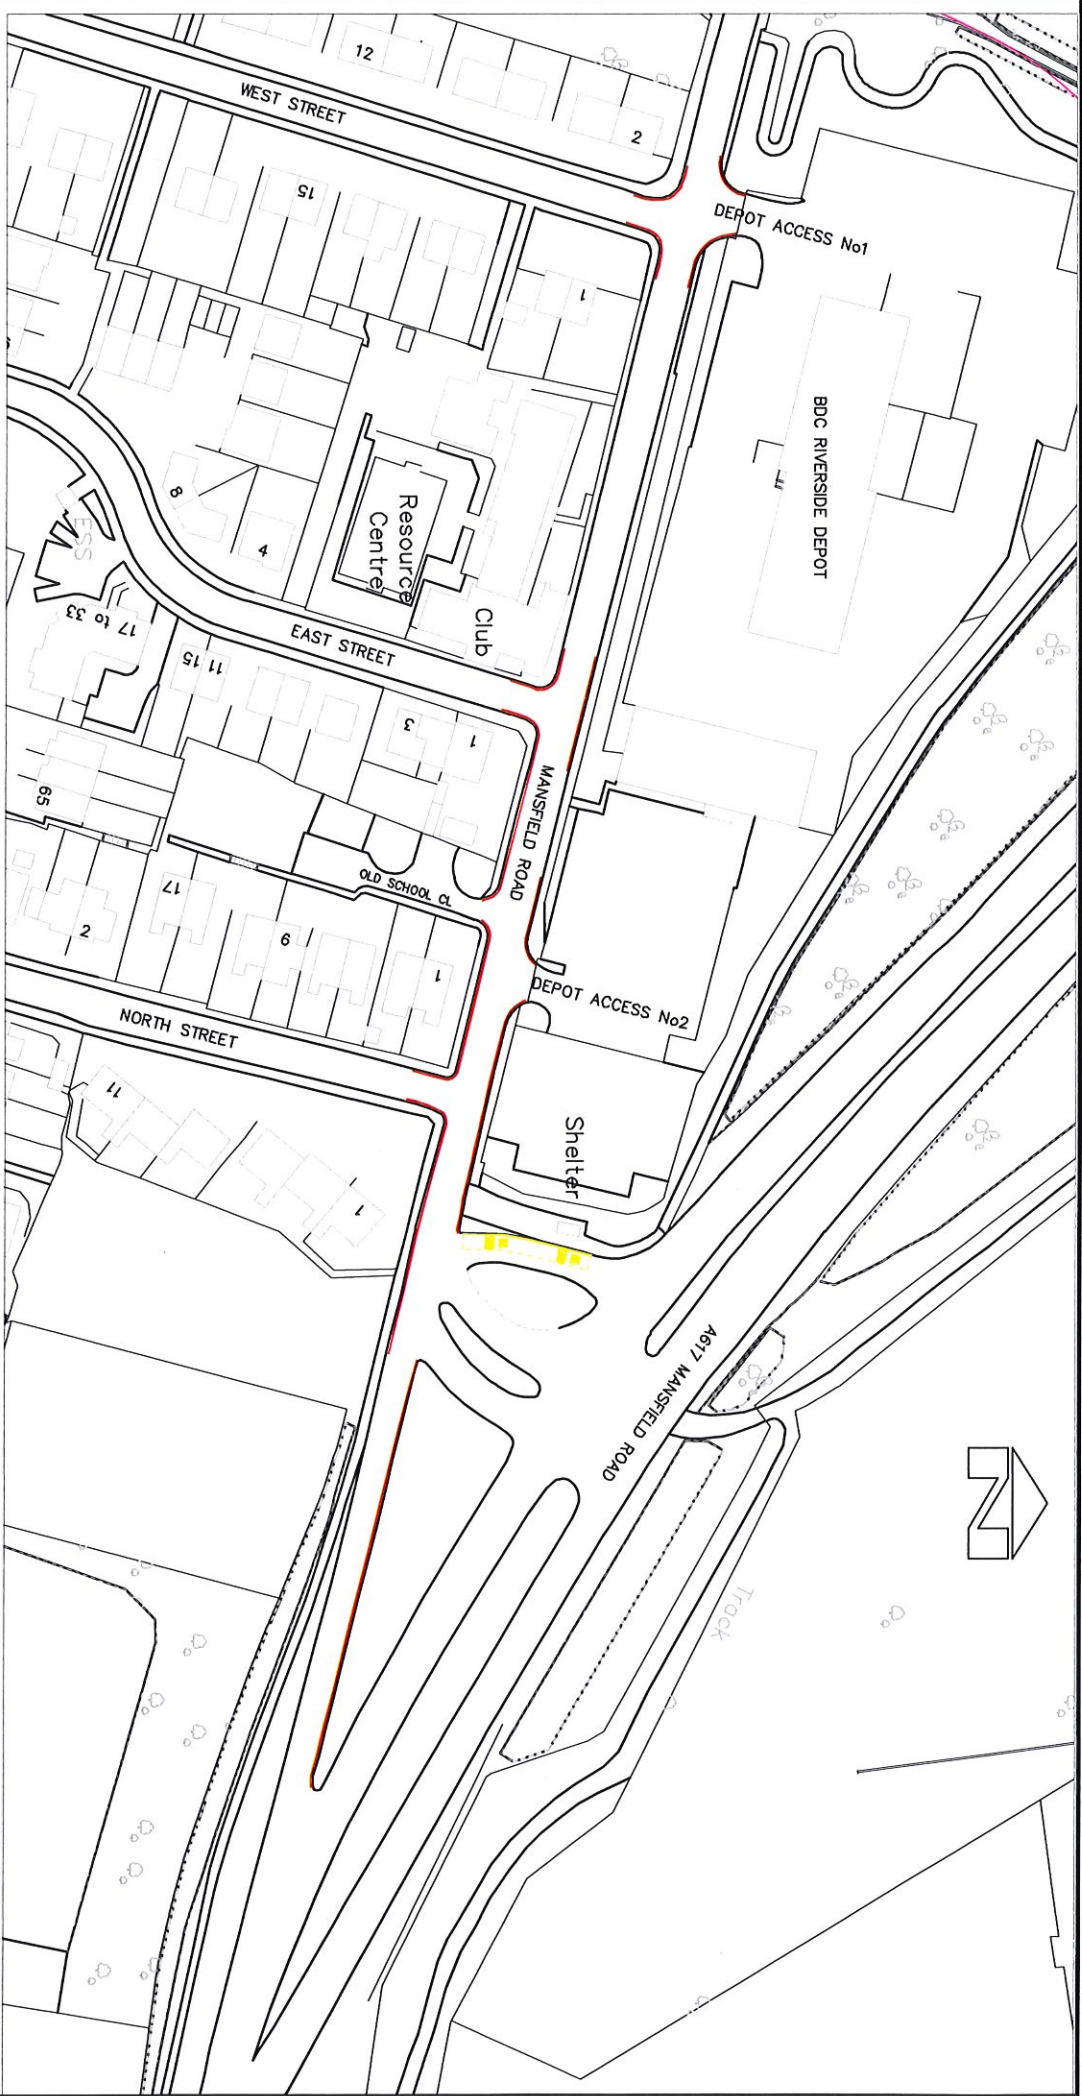 12
WEST STREET
2
15
DEPOT ACCESS No1
1
BDC RIVERSIDE DEPOT
8
4
Resource
Centre
ESS
17 to 33
EAST STREET
Club
11 15
3
1
MANSFIELD ROAD
65
17
OLD SCHOOL CL
2
9
1
DEPOT ACCESS No2
NORTH STREET
11
1
Shelter
A617 MANSFIELD ROAD
N
Track